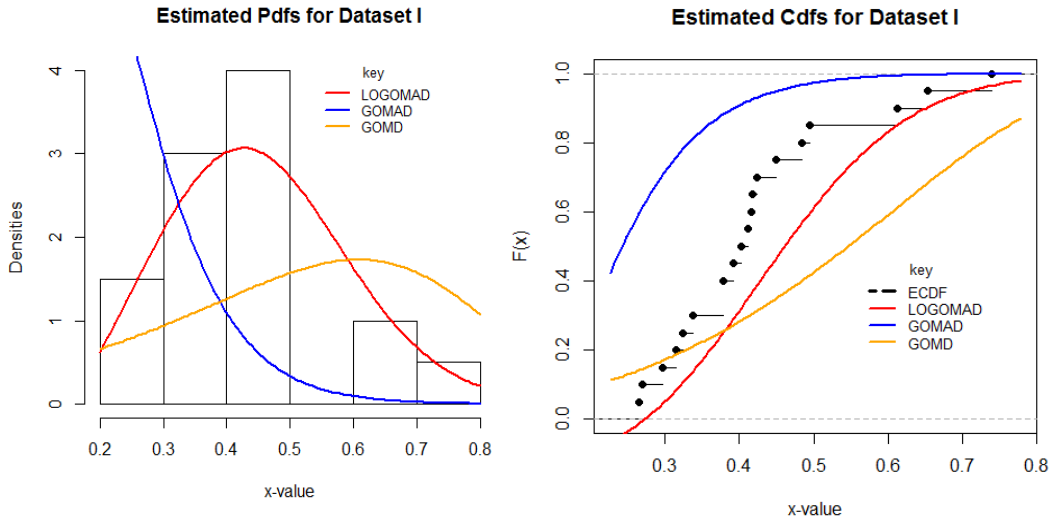 Estimated Pdfs for Dataset I
Densities
4
3
2
1
0
key
LOGOMAD
GOMAD
GOMD
0.2 0.3 0.4 0.5 0.6 0.7 0.8
x-value
Estimated Cdfs for Dataset I
F(x)
1.0
0.8
0.6
0.4
0.2
0.0
key
ECDF
LOGOMAD
GOMAD
GOMD
0.3 0.4 0.5 0.6 0.7 0.8
x-value